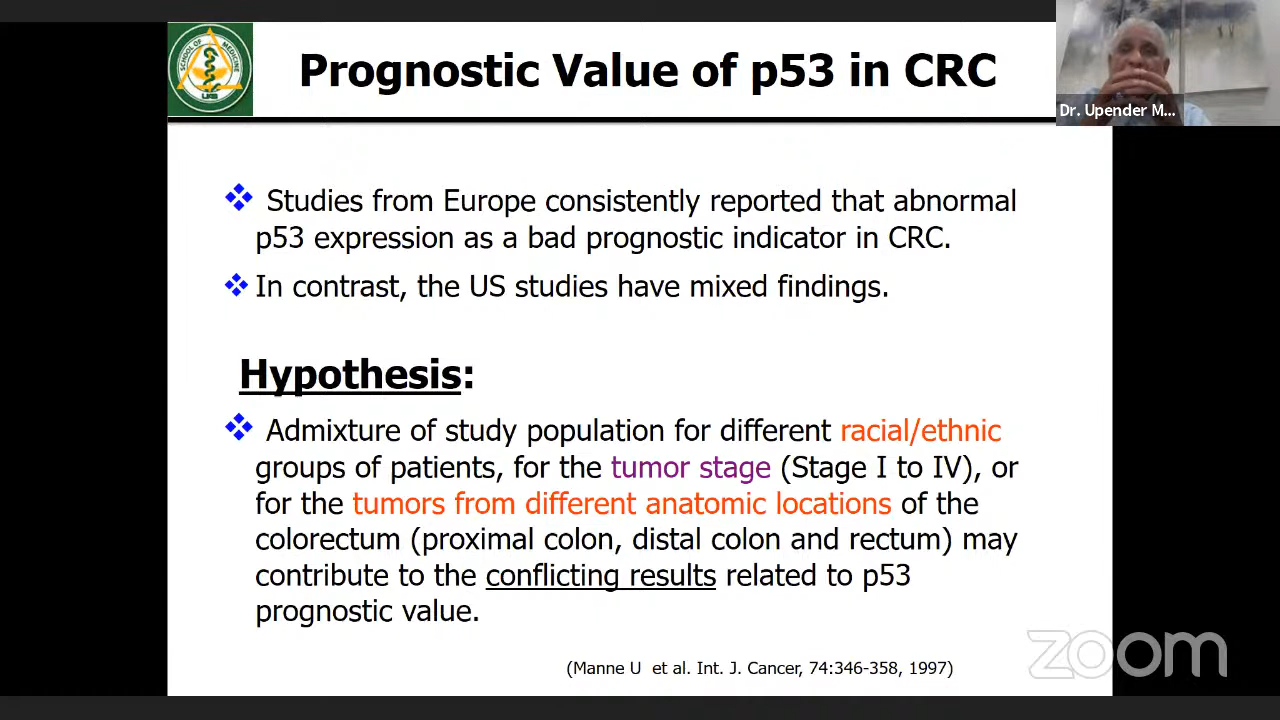 Prognostic Value of p53 in CRC
SCHOOL OF MEDICINE
Dr. Upender M...
Studies from Europe consistently reported that abnormal
p53 expression as a bad prognostic indicator in CRC.
In contrast, the US studies have mixed findings.
Hypothesis:
Admixture of study population for different racial/ethnic
groups of patients, for the tumor stage (Stage I to IV), or
for the tumors from different anatomic locations of the
colorectum (proximal colon, distal colon and rectum) may
contribute to the conflicting results related to p53
prognostic value.
(Manne U et al. Int. J. Cancer, 74:346-358, 1997)
zoom